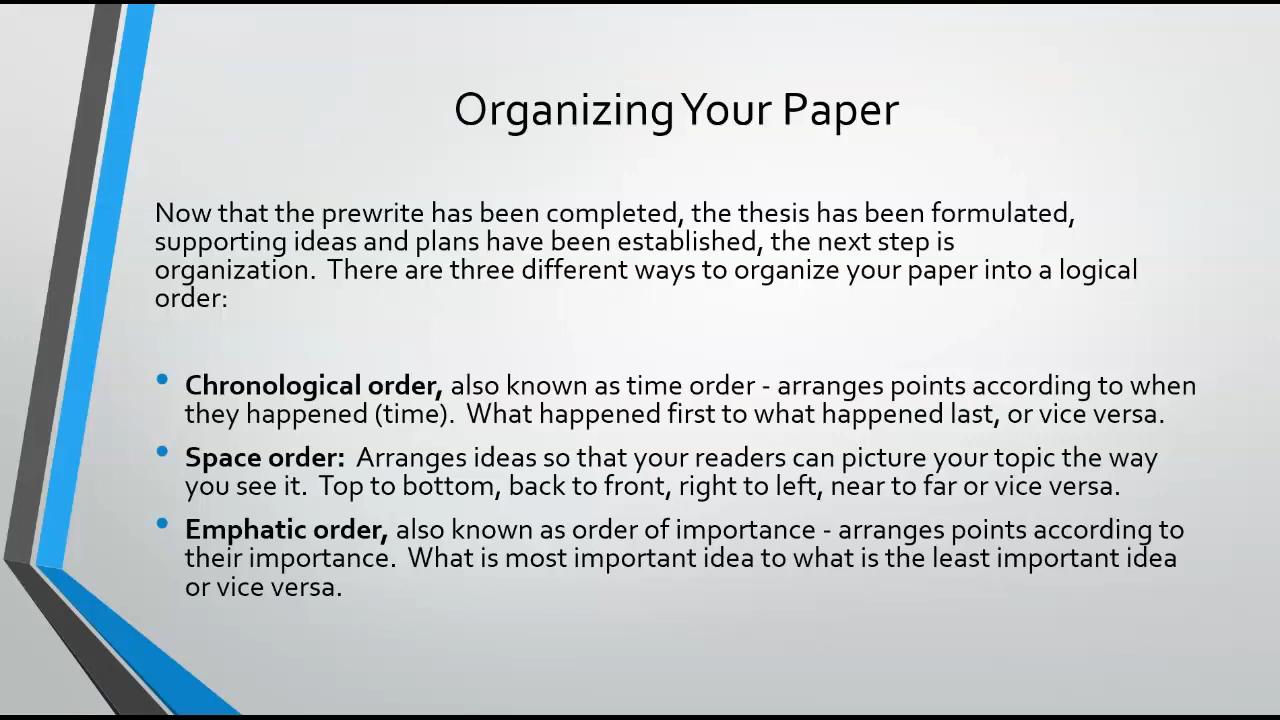 Organizing Your Paper
Now that the prewrite has been completed, the thesis has been formulated,
supporting ideas and plans have been established, the next step is
organization.  There are three different ways to organize your paper into a logical
order:
• Chronological order, also known as time order - arranges points according to when
they happened (time).  What happened first to what happened last, or vice versa.
• Space order:  Arranges ideas so that your readers can picture your topic the way
you see it.  Top to bottom, back to front, right to left, near to far or vice versa.
• Emphatic order, also known as order of importance - arranges points according to
their importance.  What is most important idea to what is the least important idea
or vice versa.